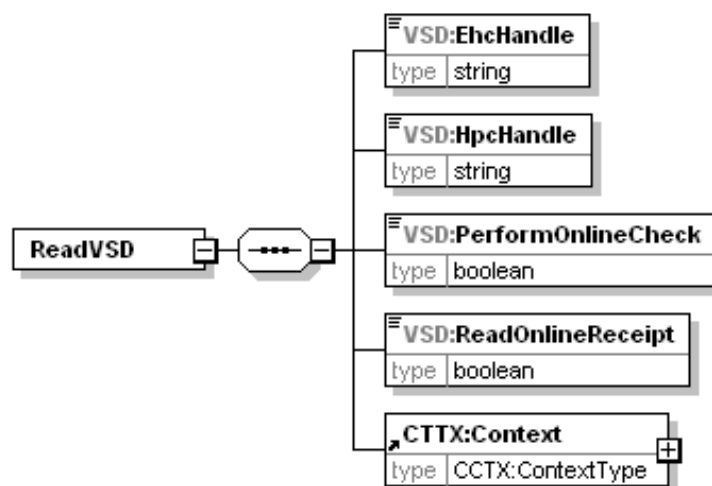 VSD:EhcHandle
type string
VSD:HpcHandle
type string
ReadVSD
VSD:PerformOnlineCheck
type boolean
VSD:ReadOnlineReceipt
type boolean
CTTX:Context
type CCTX:ContextType